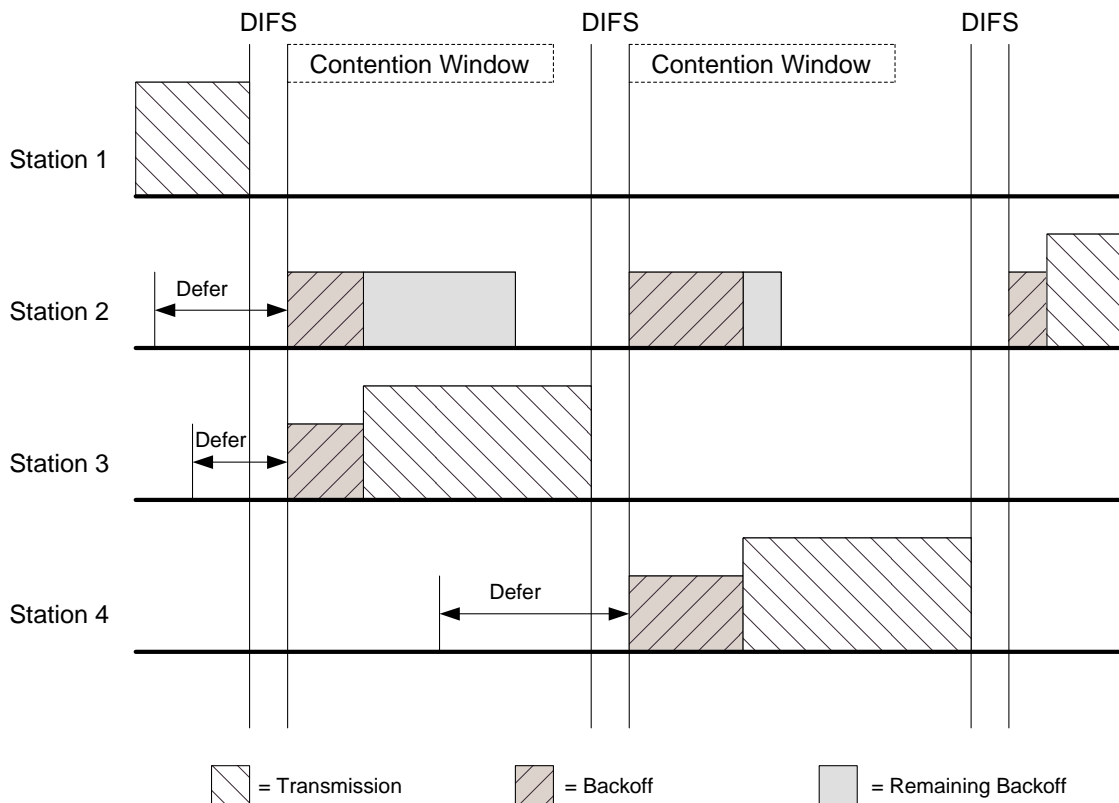 DIFS DIFS DIFS
Contention Window Contention Window
Station 1
Defer
Station 2
Defer
Station 3
Defer
Station 4
= Transmission = Backoff = Remaining Backoff